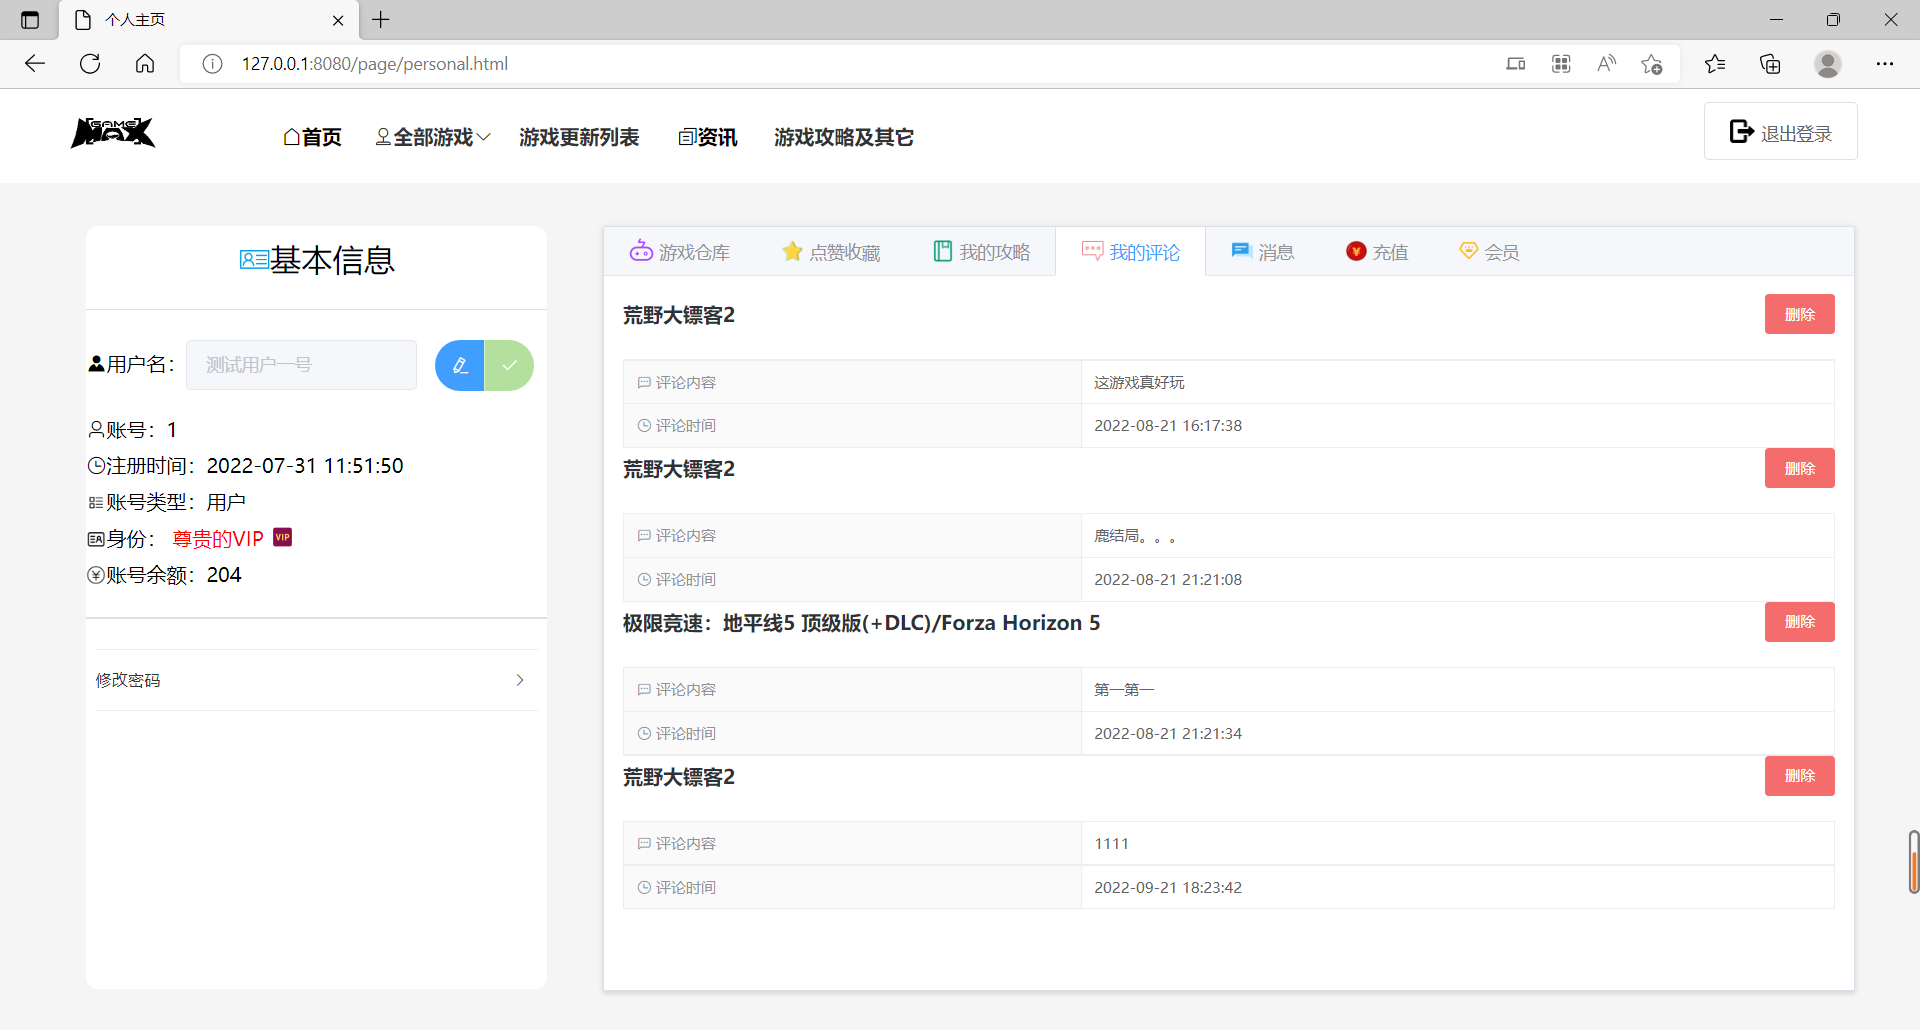 个人主页
127.0.0.1:8080/page/personal.html
GAME
MAX
首页 全部游戏 游戏更新列表 资讯 游戏攻略及其它
退出登录
基本信息
用户名： 测试用户一号
账号：1
注册时间：2022-07-31 11:51:50
账号类型：用户
身份： 尊贵的VIP VIP
账号余额：204
修改密码
游戏仓库 点赞收藏 我的攻略 我的评论 消息 充值 会员
荒野大镖客2 删除
评论内容 这游戏真好玩
评论时间 2022-08-21 16:17:38
荒野大镖客2 删除
评论内容 鹿结局。。。
评论时间 2022-08-21 21:21:08
极限竞速：地平线5 顶级版(+DLC)/Forza Horizon 5 删除
评论内容 第一第一
评论时间 2022-08-21 21:21:34
荒野大镖客2 删除
评论内容 1111
评论时间 2022-09-21 18:23:42